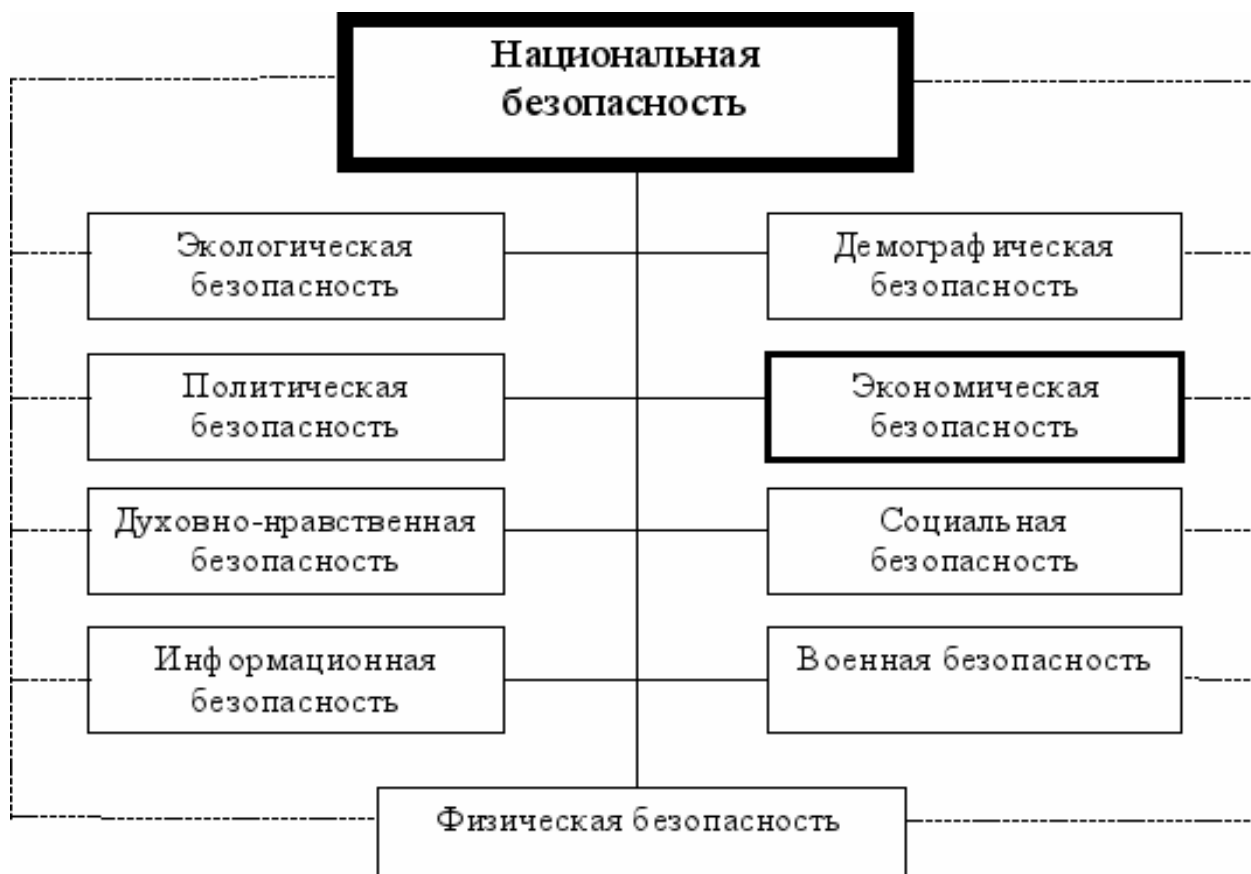 Национальная
безопасность
Экологическая
безопасность
Демографическая
безопасность
Политическая
безопасность
Экономическая
безопасность
Духовно-нравственная
безопасность
Социальная
безопасность
Информационная
безопасность
Военная безопасность
Физическая безопасность